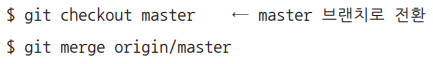 $ git checkout master ← master 브랜치로 전환
$ git merge origin/master